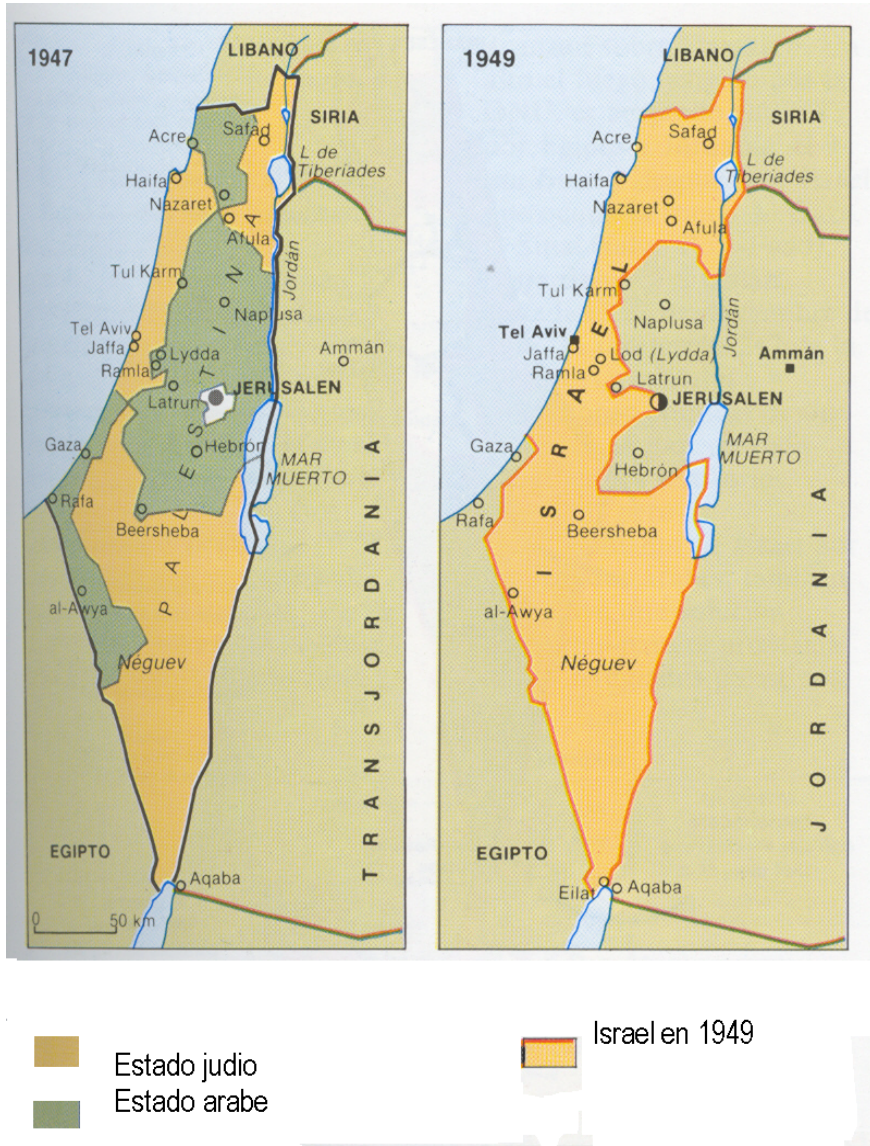 1947
LIBANO
SIRIA
Acre
Safad
L de
Tiberíades
Haifa
Nazaret
Afula
Tul Karm
Jordán
Naplusa
Tel Aviv
Jaffa
Lydda
Ramla
Ammán
Latrun
JERUSALEN
Gaza
Hebrón
MAR
MUERTO
Rafa
Beersheba
al-Awya
PALESTINA
Néguev
TRANSJORDANIA
EGIPTO
Aqaba
0 50 km
1949
LIBANO
SIRIA
Acre
Safad
L de
Tiberiades
Haifa
Nazaret
Afula
Tul Karm
Naplusa
Jordán
Tel Aviv
Jaffa
Lod (Lydda)
Ramla
Ammán
Latrun
JERUSALEN
Gaza
MAR
MUERTO
Hebrón
Rafa
Beersheba
al-Awya
ISRAEL
Néguev
JORDANIA
EGIPTO
Eilat
Aqaba
Estado judio
Estado arabe
Israel en 1949